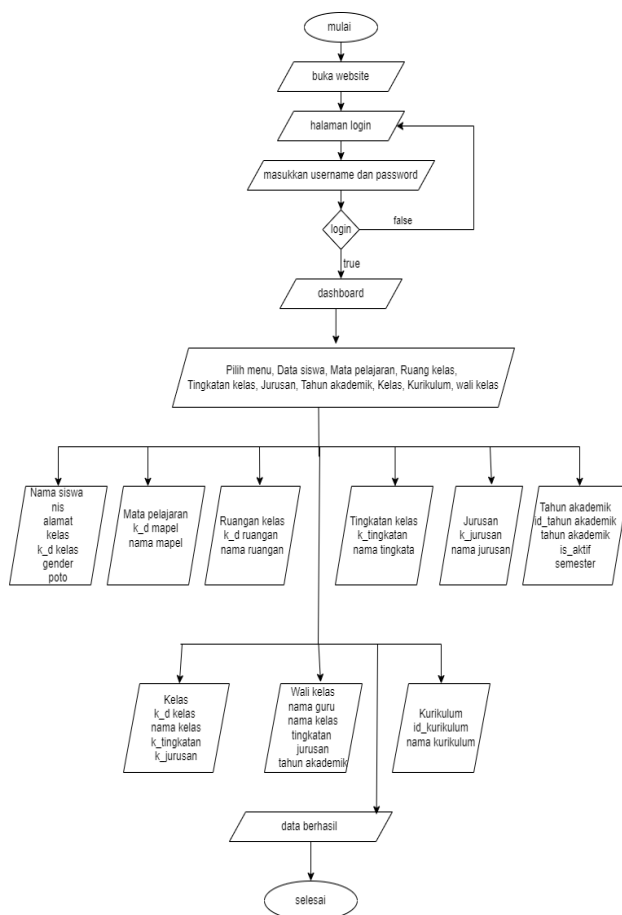 mulai
buka website
halaman login
masukkan username dan password
login
false
true
dashboard
Pilih menu, Data siswa, Mata pelajaran, Ruang kelas,
Tingkatan kelas, Jurusan, Tahun akademik, Kelas, Kurikulum, wali kelas
Nama siswa
nis
alamat
kelas
k_d kelas
gender
poto
Mata pelajaran
k_d mapel
nama mapel
Ruangan kelas
k_d ruangan
nama ruangan
Tingkatan kelas
k_tingkatan
nama tingkata
Jurusan
k_jurusan
nama jurusan
Tahun akademik
id_tahun akademik
tahun akademik
is_aktif
semester
Kelas
k_d kelas
nama kelas
k_tingkatan
k_jurusan
Wali kelas
nama guru
nama kelas
tingkatan
jurusan
tahun akademik
Kurikulum
id_kurikulum
nama kurikulum
data berhasil
selesai